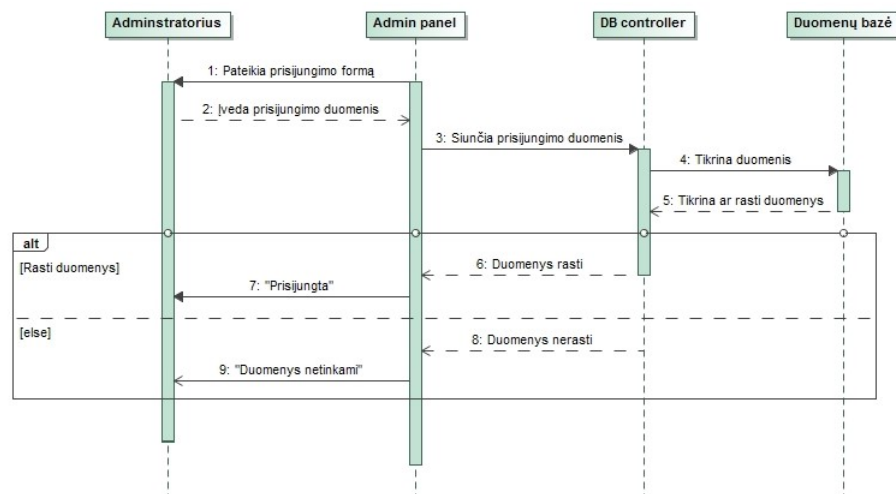 Adminstratorius
Admin panel
DB controller
Duomenų bazė
1: Pateikia prisijungimo formą
2: Įveda prisijungimo duomenis
3: Siunčia prisijungimo duomenis
4: Tikrina duomenis
5: Tikrina ar rasti duomenys
alt
[Rasti duomenys]
6: Duomenys rasti
7: "Prisijungta"
[else]
8: Duomenys nerasti
9: "Duomenys netinkami"